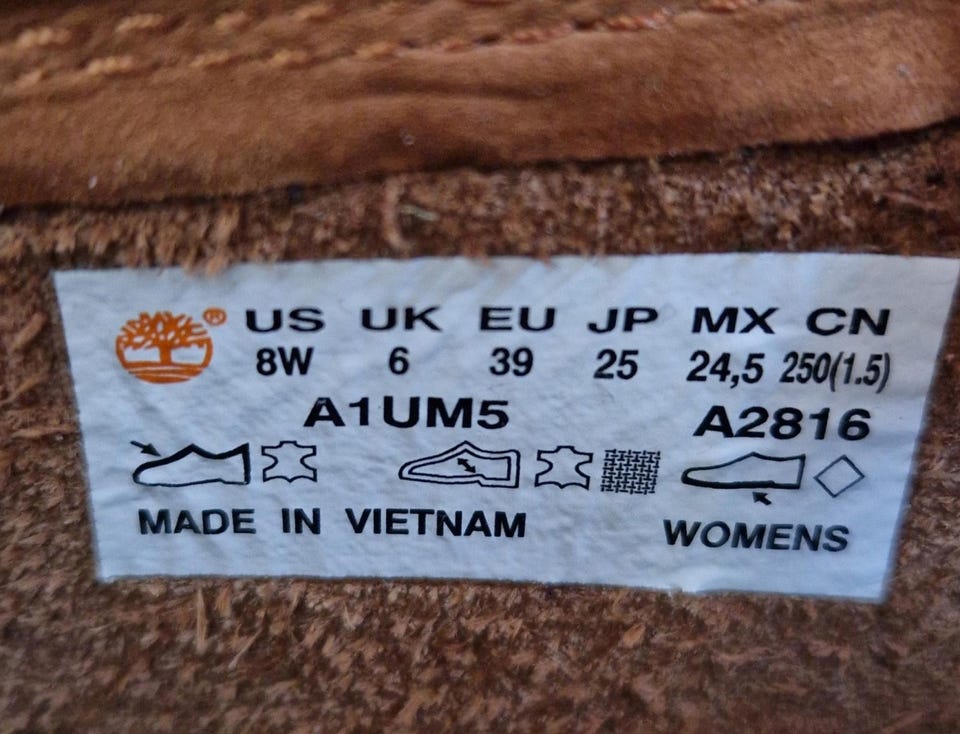 ® US UK EU JP MX CN
8W 6 39 25 24,5 250(1.5)
A1UM5 A2816
MADE IN VIETNAM WOMENS